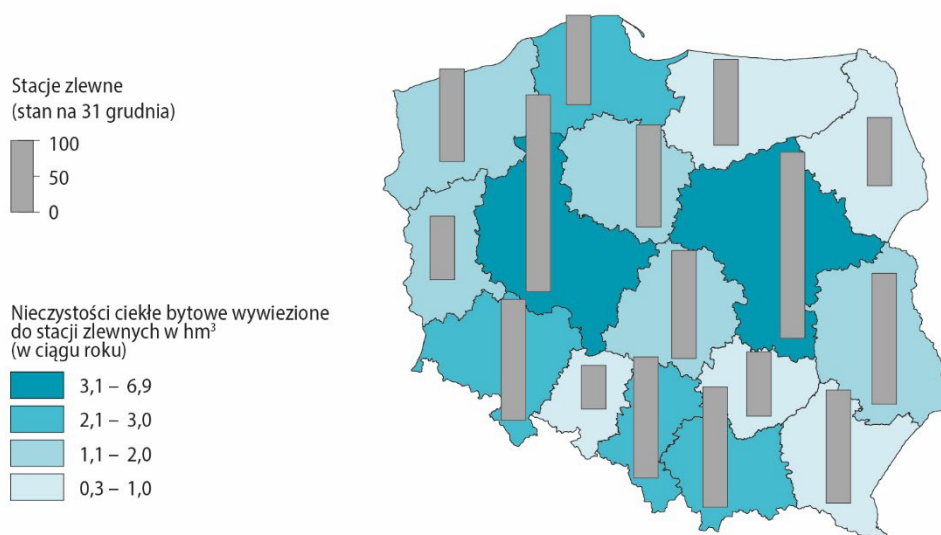 Stacje zlewne
(stan na 31 grudnia)
100
50
0
Nieczystości ciekłe bytowe wywiezione
do stacji zlewnych w hm³
(w ciągu roku)
3,1 – 6,9
2,1 – 3,0
1,1 – 2,0
0,3 – 1,0